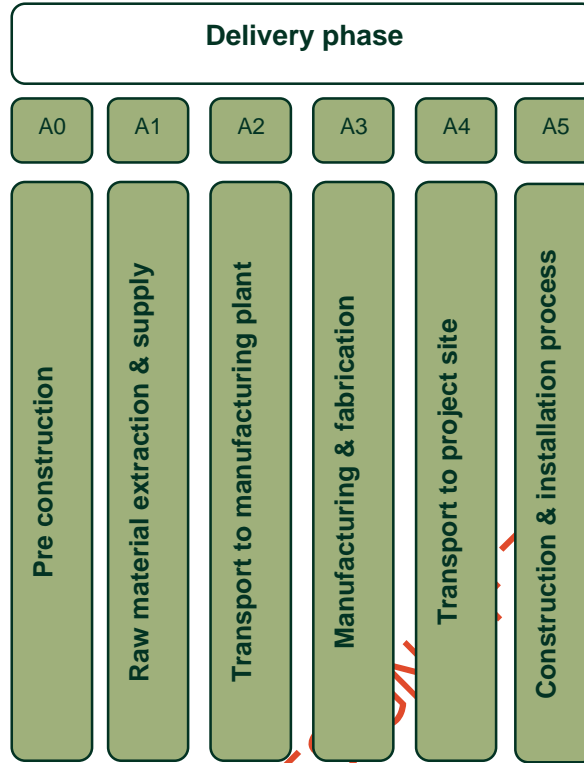 Delivery phase
A0
A1
A2
A3
A4
A5
Pre construction
Raw material extraction & supply
Transport to manufacturing plant
Manufacturing & fabrication
Transport to project site
Construction & installation process